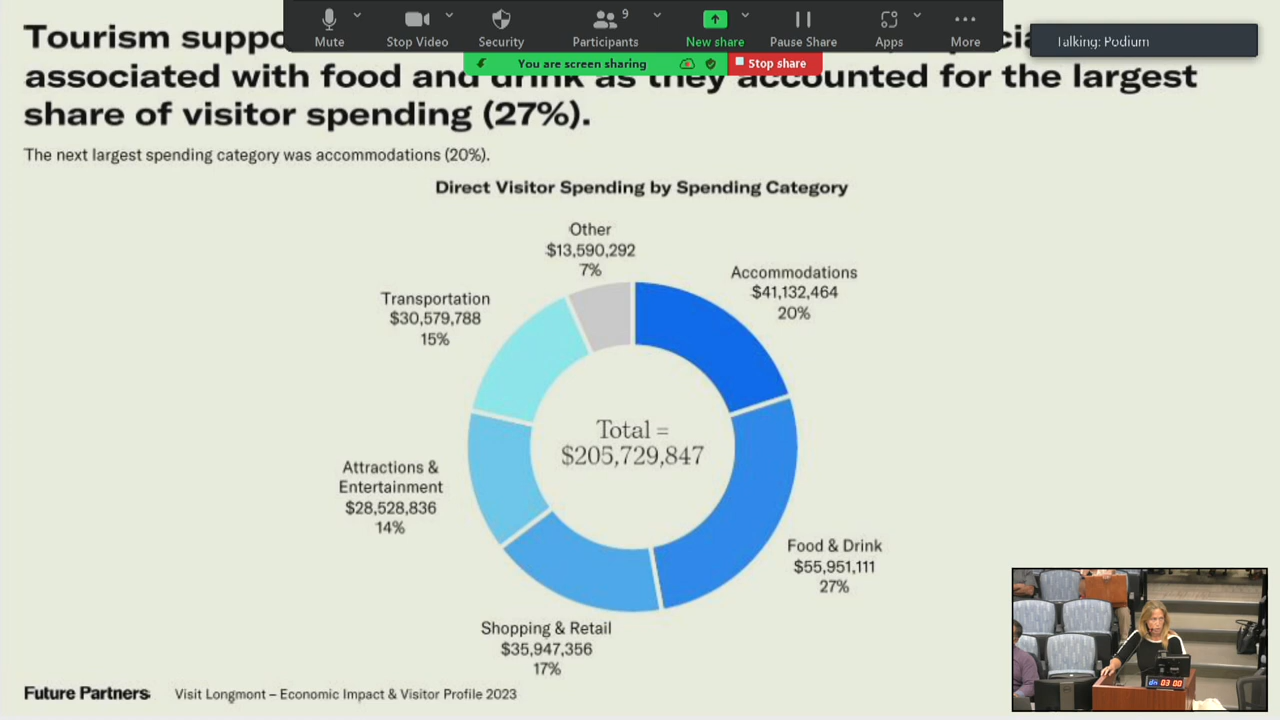 Mute
Stop Video
Security
9
Participants
New share
Pause Share
Apps
More
Talking: Podium
You are screen sharing
Stop share
Tourism
associated with food and drink as they accounted for the largest
share of visitor spending (27%).
The next largest spending category was accommodations (20%).
Direct Visitor Spending by Spending Category
Other
$13,590,292
7%
Accommodations
$41,132,464
20%
Transportation
$30,579,788
15%
Total =
$205,729,847
Attractions &
Entertainment
$28,528,836
14%
Food & Drink
$55,951,111
27%
Shopping & Retail
$35,947,356
17%
Future Partners
Visit Longmont – Economic Impact & Visitor Profile 2023
03 00